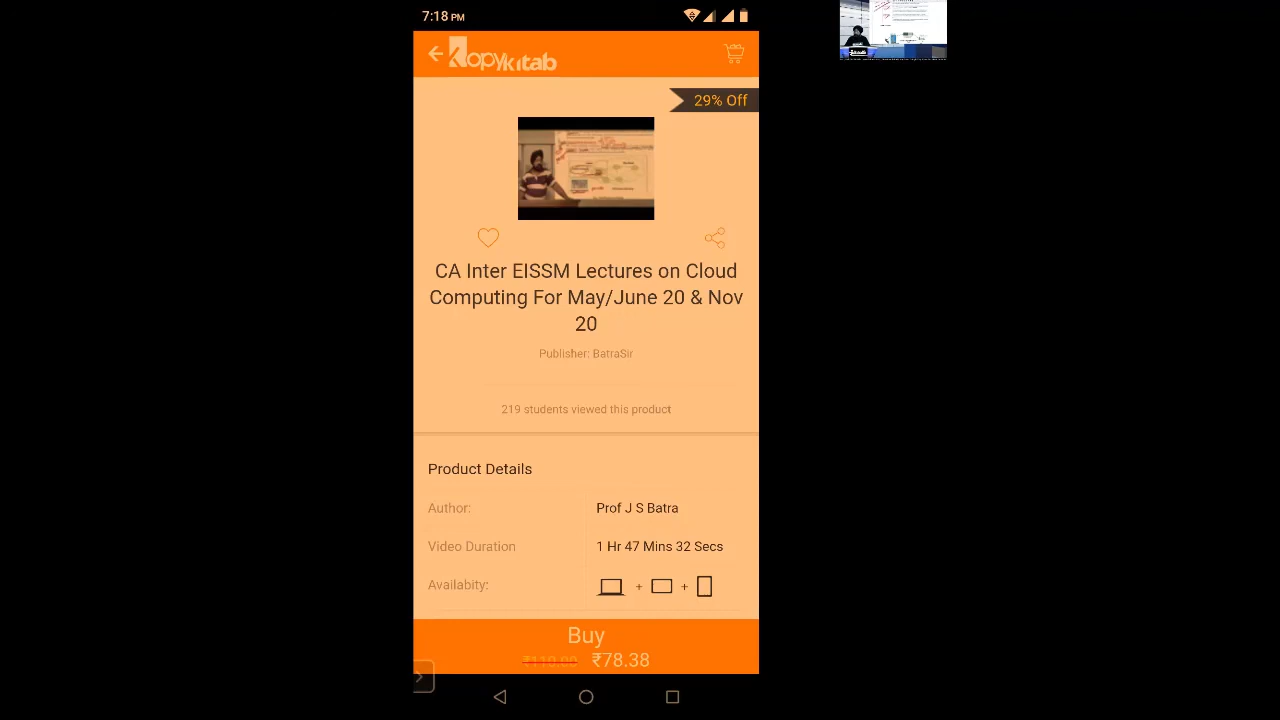 7:18 PM
Kopykitab
29% Off
CA Inter EISSM Lectures on Cloud
Computing For May/June 20 & Nov
20
Publisher: BatraSir
219 students viewed this product
Product Details
Author: Prof J S Batra
Video Duration 1 Hr 47 Mins 32 Secs
Availabity: + +
Buy
₹78.38